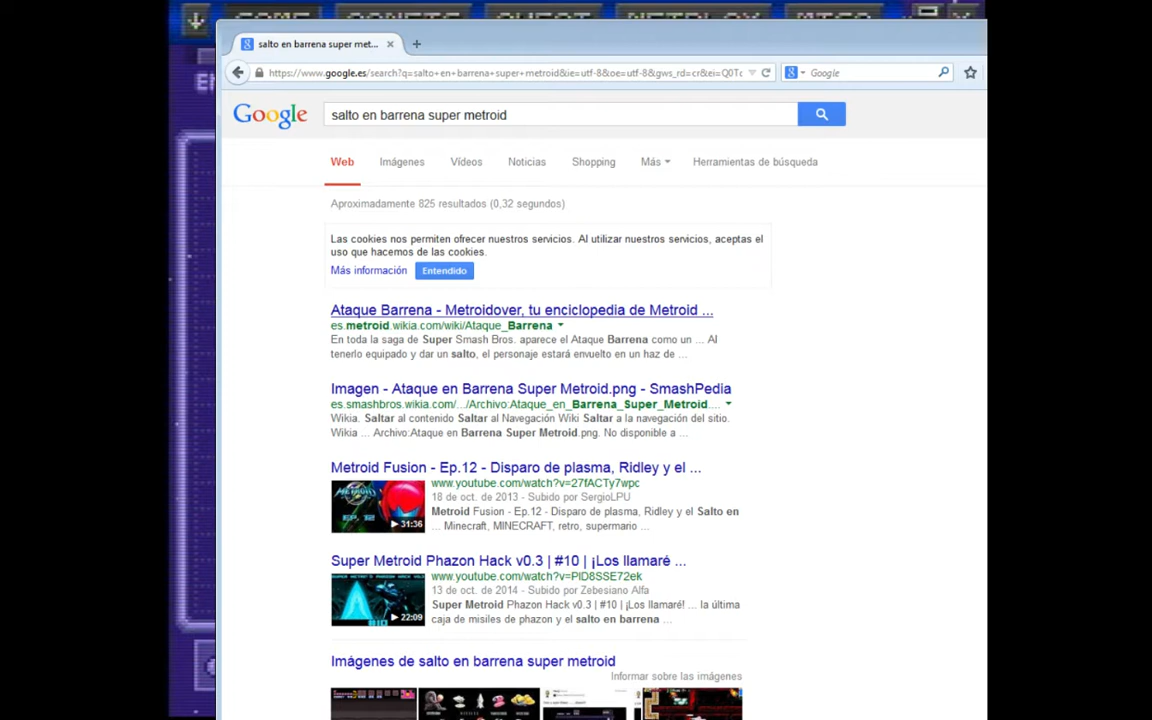 GAME CONFIG CHEAT NETPLAY MISC
salto en barrena super met...
https://www.google.es/search?q=salto+en+barrena+super+metroid&ie=utf-8&oe=utf-8&gws_rd=cr&ei=Q0Tc
Google
Google
salto en barrena super metroid
Web Imágenes Vídeos Noticias Shopping Más Herramientas de búsqueda
Aproximadamente 825 resultados (0,32 segundos)
Las cookies nos permiten ofrecer nuestros servicios. Al utilizar nuestros servicios, aceptas el
uso que hacemos de las cookies.
Más información Entendido
Ataque Barrena - Metroidover, tu enciclopedia de Metroid ...
es.metroid.wikia.com/wiki/Ataque_Barrena
En toda la saga de Super Smash Bros. aparece el Ataque Barrena como un ... Al
tenerlo equipado y dar un salto, el personaje estará envuelto en un haz de ...
Imagen - Ataque en Barrena Super Metroid.png - SmashPedia
es.smashbros.wikia.com/.../Archivo:Ataque_en_Barrena_Super_Metroid....
Wikia. Saltar al contenido Saltar al Navegación Wiki Saltar a la navegación del sitio.
Wikia ... Archivo:Ataque en Barrena Super Metroid.png. No disponible a ...
Metroid Fusion - Ep.12 - Disparo de plasma, Ridley y el ...
www.youtube.com/watch?v=27fACTy7wpc
18 de oct. de 2013 - Subido por SergioLPU
Metroid Fusion - Ep.12 - Disparo de plasma, Ridley y el Salto en
... Minecraft, MINECRAFT, retro, supermario ...
31:36
Super Metroid Phazon Hack v0.3 | #10 | ¡Los llamaré ...
www.youtube.com/watch?v=PlD8SSE72ek
13 de oct. de 2014 - Subido por Zebesiano Alfa
Super Metroid Phazon Hack v0.3 | #10 | ¡Los llamaré! ... la última
caja de misiles de phazon y el salto en barrena ...
22:09
Imágenes de salto en barrena super metroid
Informar sobre las imágenes